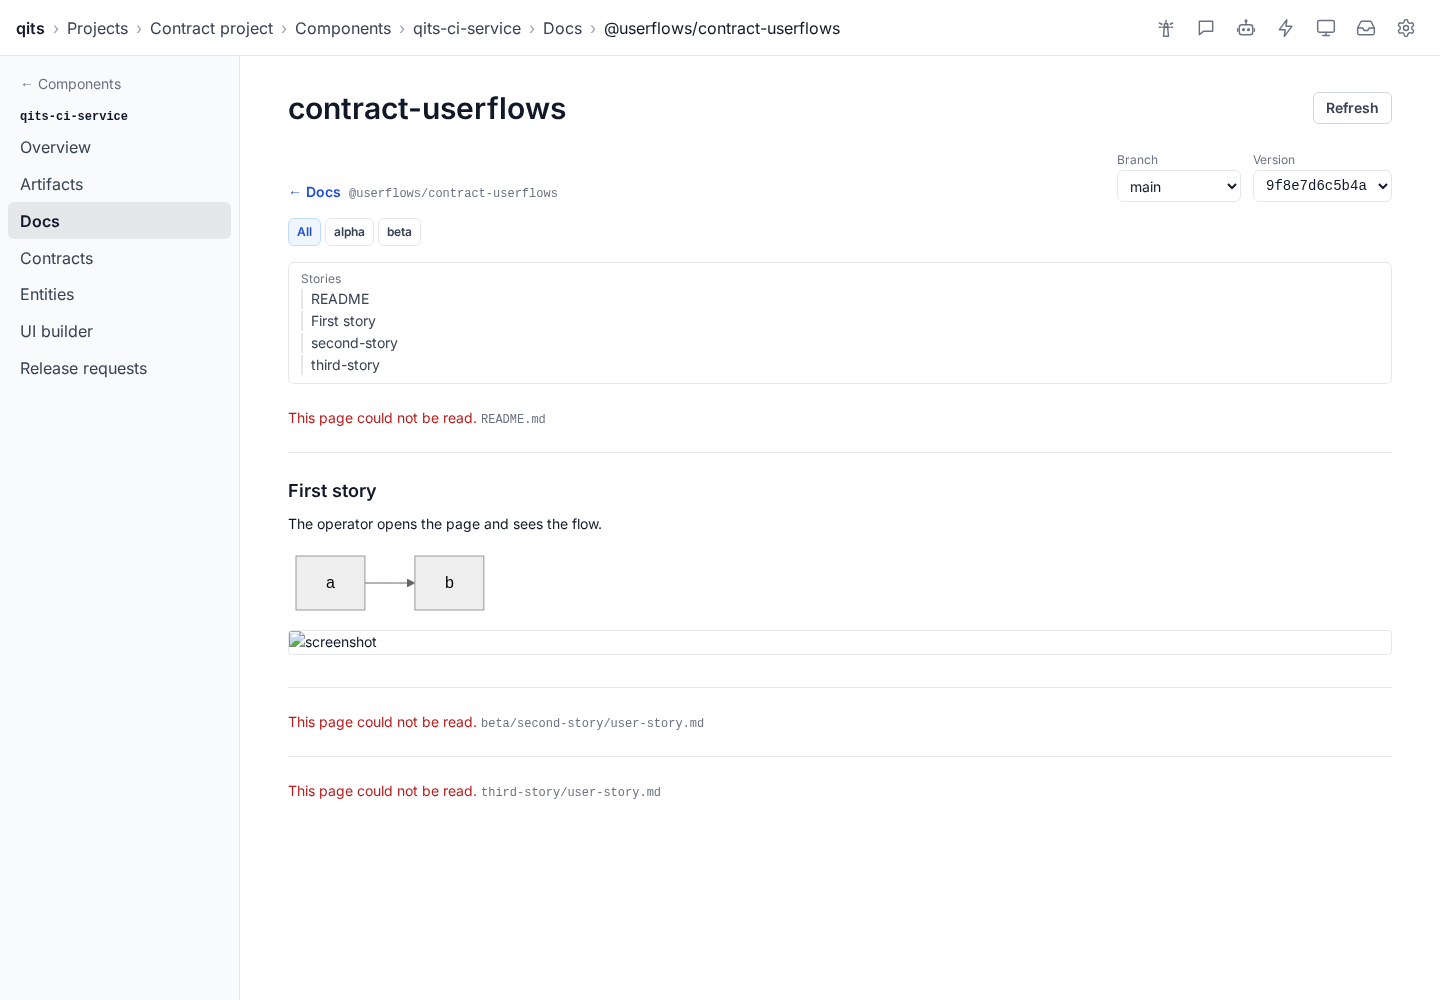 qits › Projects › Contract project › Components › qits-ci-service › Docs › @userflows/contract-userflows
← Components
qits-ci-service
Overview
Artifacts
Docs
Contracts
Entities
UI builder
Release requests
contract-userflows
Refresh
Branch
Version
← Docs @userflows/contract-userflows
main
9f8e7d6c5b4a
All
alpha
beta
Stories
README
First story
second-story
third-story
This page could not be read. README.md
First story
The operator opens the page and sees the flow.
a
b
screenshot
This page could not be read. beta/second-story/user-story.md
This page could not be read. third-story/user-story.md